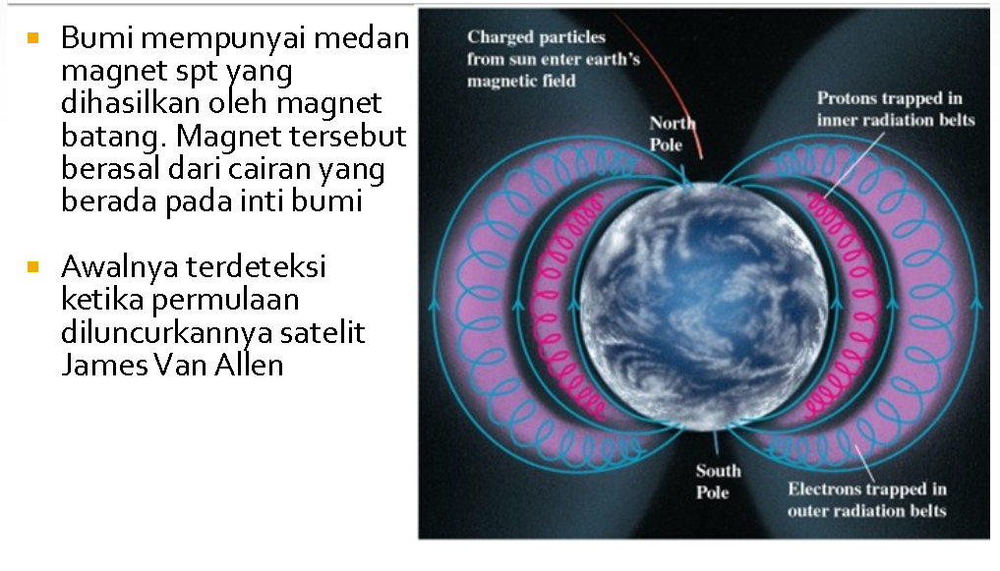 Bumi mempunyai medan
magnet spt yang
dihasilkan oleh magnet
batang. Magnet tersebut
berasal dari cairan yang
berada pada inti bumi
Awalnya terdeteksi
ketika permulaan
diluncurkannya satelit
James Van Allen
Charged particles
from sun enter earth's
magnetic field
North
Pole
Protons trapped in
inner radiation belts
South
Pole
Electrons trapped in
outer radiation belts